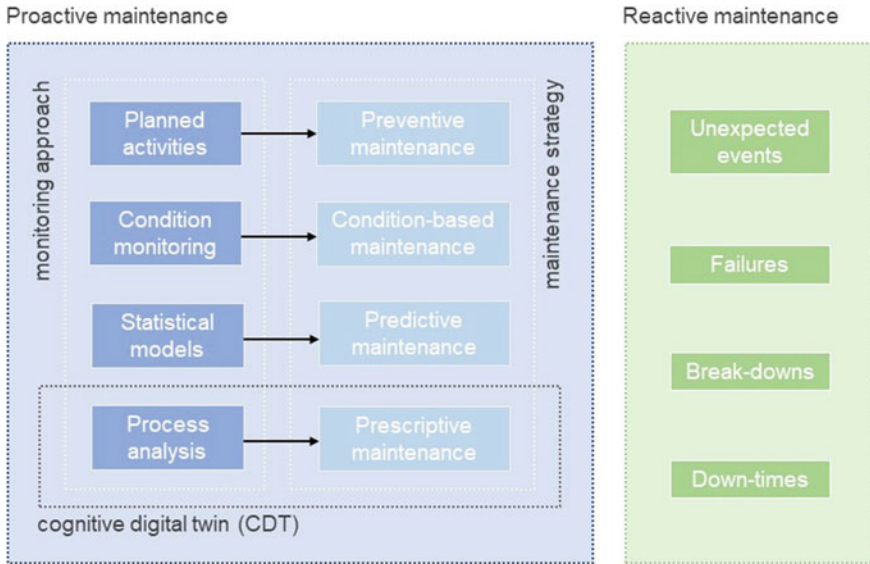 Proactive maintenance
Reactive maintenance
monitoring approach
maintenance strategy
Planned
activities
Preventive
maintenance
Condition
monitoring
Condition-based
maintenance
Statistical
models
Predictive
maintenance
Process
analysis
Prescriptive
maintenance
cognitive digital twin (CDT)
Unexpected
events
Failures
Break-downs
Down-times